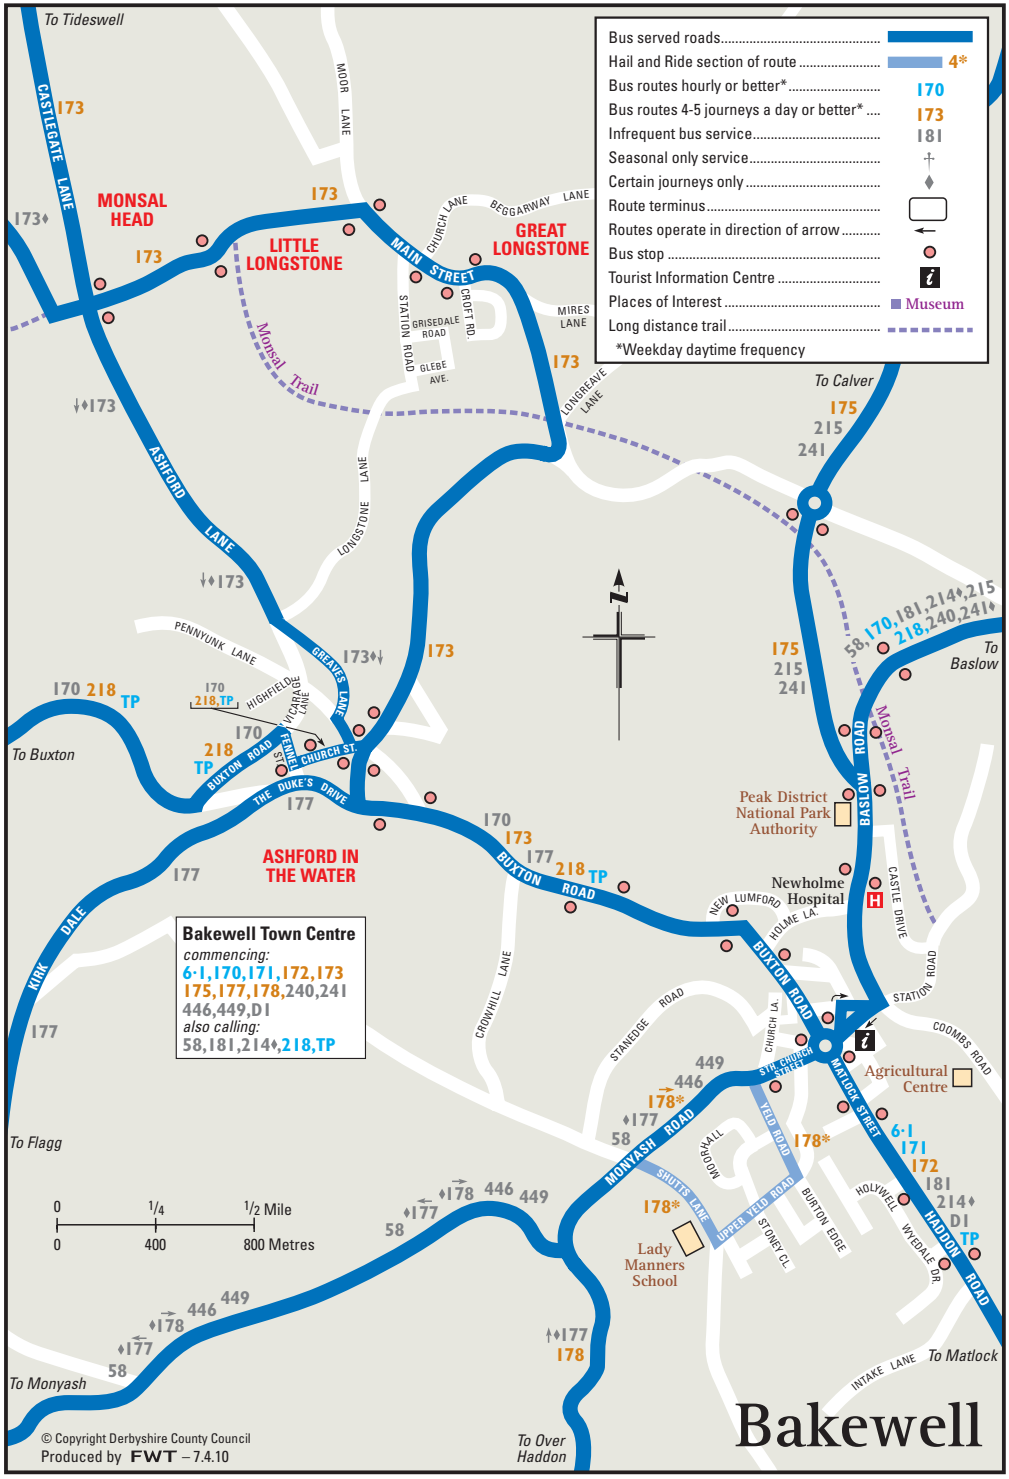 To Tideswell
CASTLEGATE LANE
173
173♦
MONSAL
HEAD
173
LITTLE
LONGSTONE
173
MOOR LANE
CHURCH LANE
BEGGARWAY LANE
GREAT
LONGSTONE
MAIN STREET
STATION ROAD
GRISEDALE
ROAD
CROFT RD.
GLEBE
AVE.
MIRES
LANE
Monsal Trail
173
LONGREAVE
LANE
Bus served roads
Hail and Ride section of route 4*
Bus routes hourly or better* 170
Bus routes 4-5 journeys a day or better* 173
Infrequent bus service 181
Seasonal only service †
Certain journeys only ♦
Route terminus
Routes operate in direction of arrow ←
Bus stop
Tourist Information Centre i
Places of Interest Museum
Long distance trail
*Weekday daytime frequency
To Calver
175
215
241
↓♦173
ASHFORD LANE
LONGSTONE LANE
↓♦173
PENNYUNK LANE
GREAVES LANE
173♦↓
173
HIGHFIELD
VICARAGE
LANE
170
218,TP
170 218 TP
To Buxton
170
218
TP
BUXTON ROAD
FENNEL
ST.
CHURCH ST.
THE DUKE'S DRIVE
177
177
ASHFORD IN
THE WATER
KIRK DALE
177
To Flagg
170
173
177
218 TP
BUXTON ROAD
z
175
215
241
58,170,181,214♦,215
218,240,241♦
To
Baslow
Monsal Trail
BASLOW ROAD
Peak District
National Park
Authority
Newholme
Hospital
H
CASTLE DRIVE
NEW LUMFORD
HOLME LA.
BUXTON ROAD
STATION ROAD
COOMBS ROAD
CHURCH LA.
i
Agricultural
Centre
Bakewell Town Centre
commencing:
6·1,170,171,172,173
175,177,178,240,241
446,449,D1
also calling:
58,181,214♦,218,TP
CROWHILL LANE
STANEDGE ROAD
STH. CHURCH
STREET
MATLOCK STREET
449
→
446
178*
♦177
58
MONYASH ROAD
YELD ROAD
178*
MOORHALL
SHUTTS LANE
178*
UPPER YELD ROAD
STONEY CL.
BURTON EDGE
Lady
Manners
School
6·1
171
172
181
214♦
D1
TP
HOLYWELL
WYEDALE DR.
HADDON ROAD
To Matlock
INTAKE LANE
0 1/4 1/2 Mile
0 400 800 Metres
→
♦178 446 449
←
♦177
58
446 449
→
♦178
←
♦177
58
To Monyash
↑♦177
178
To Over
Haddon
© Copyright Derbyshire County Council
Produced by FWT – 7.4.10
Bakewell